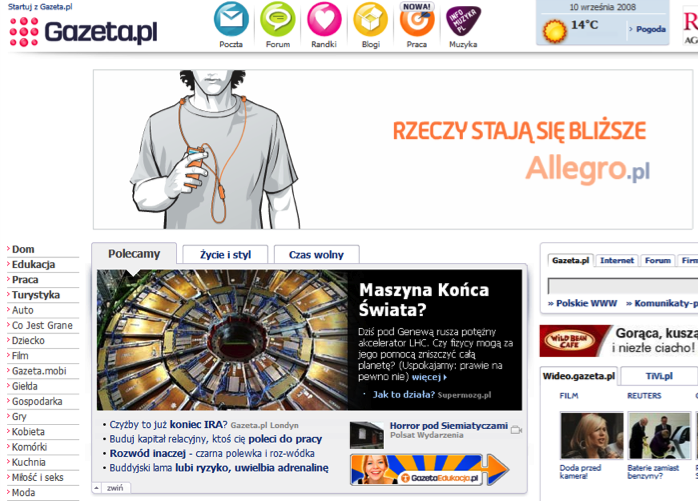 Startuj z Gazeta.pl
Gazeta.pl
Poczta
Forum
Randki
Blogi
NOWA!
Praca
INFO
MUZYKA
PL
Muzyka
10 września 2008
14°C
Pogoda
RZECZY STAJĄ SIĘ BLIŻSZE
Allegro.pl
Dom
Edukacja
Praca
Turystyka
Auto
Co Jest Grane
Dziecko
Film
Gazeta.mobi
Giełda
Gospodarka
Gry
Kobieta
Komórki
Kuchnia
Miłość i seks
Moda
Polecamy
Życie i styl
Czas wolny
Maszyna Końca
Świata?
Dziś pod Genewą rusza potężny
akcelerator LHC. Czy fizycy mogą za
jego pomocą zniszczyć całą
planetę? (Uspokajamy: prawie na
pewno nie) więcej
Jak to działa? Supermozg.pl
• Czyżby to już koniec IRA? Gazeta.pl Londyn
• Buduj kapitał relacyjny, ktoś cię poleci do pracy
• Rozwód inaczej - czarna polewka i roz-wódka
• Buddyjski lama lubi ryzyko, uwielbia adrenalinę
zwiń
Horror pod Siemiatyczami
Polsat Wydarzenia
GazetaEdukacja.pl
Gazeta.pl
Internet
Forum
Firm
» Polskie WWW
» Komunikaty-p
WILD BEAN
CAFE
Gorąca, kusza
i nieźle ciacho!
Wideo.gazeta.pl
TiVi.pl
FILM
REUTERS
Doda przed
kamera!
Baterie zamiast
benzyny?